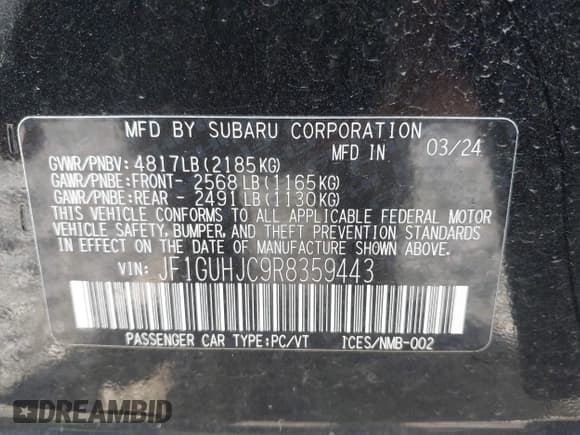 MFD BY SUBARU CORPORATION
GVWR/PNBV: 4817LB(2185KG) MFD IN 03/24
GAWR/PNBE:FRONT- 2568LB(1165KG)
GAWR/PNBE:REAR - 2491LB(1130KG)
THIS VEHICLE CONFORMS TO ALL APPLICABLE FEDERAL MOTOR
VEHICLE SAFETY, BUMPER, AND THEFT PREVENTION STANDARDS
IN EFFECT ON THE DATE OF MANUFACTURE SHOWN ABOVE.
VIN: JF1GUHJC9R8359443
PASSENGER CAR TYPE:PC/VT ICES/NMB-002
DREAMBID